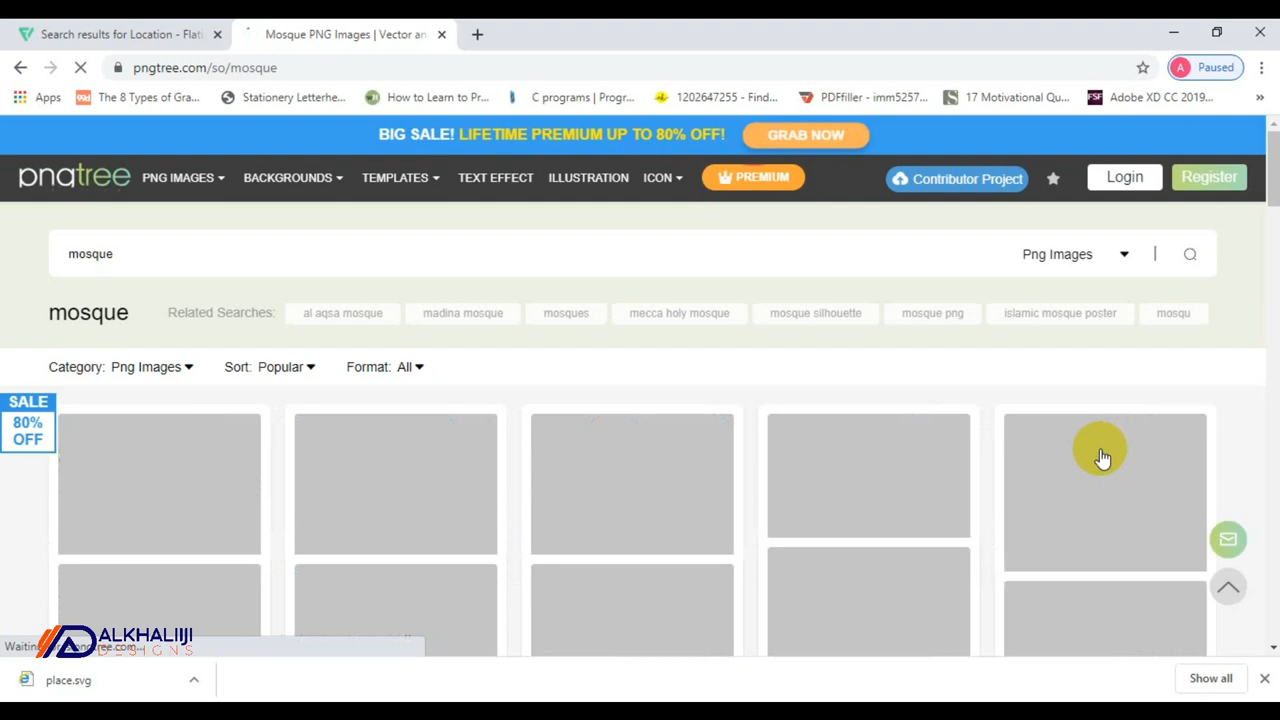 Search results for Location - Flati
Mosque PNG Images | Vector an
pngtree.com/so/mosque
A Paused
Apps
99d The 8 Types of Gra...
Stationery Letterhe...
How to Learn to Pr...
C programs | Progr...
1202647255 - Find...
PDFfiller - imm5257...
17 Motivational Qu...
FSF Adobe XD CC 2019...
BIG SALE! LIFETIME PREMIUM UP TO 80% OFF! GRAB NOW
pngtree PNG IMAGES BACKGROUNDS TEMPLATES TEXT EFFECT ILLUSTRATION ICON PREMIUM Contributor Project Login Register
mosque Png Images
mosque Related Searches: al aqsa mosque madina mosque mosques mecca holy mosque mosque silhouette mosque png islamic mosque poster mosqu
Category: Png Images Sort: Popular Format: All
SALE
80%
OFF
ALKHALIIJI
DESIGNS
place.svg Show all